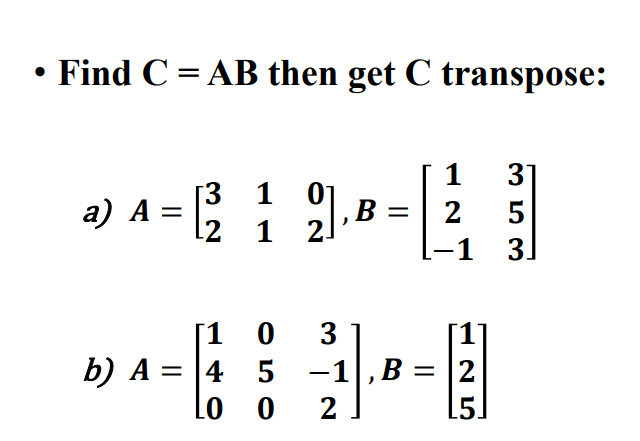 • Find C = AB then get C transpose:
a) A = [3 1 0
2 1 2], B = [1 3
2 5
−1 3]
b) A = [1 0 3
4 5 −1
0 0 2], B = [1
2
5]